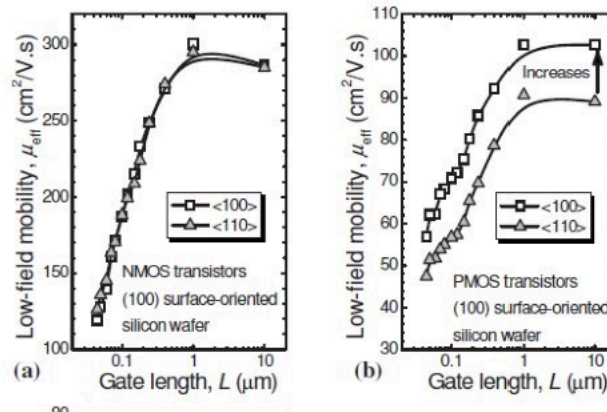 Low-field mobility, μeff (cm²/V.s)
300
250
200
150
100
<100>
<110>
NMOS transistors
(100) surface-oriented
silicon wafer
0.1
1
10
(a)
Gate length, L (μm)
Low-field mobility, μeff (cm²/V.s)
110
100
90
80
70
60
50
40
30
Increases
<100>
<110>
PMOS transistors
(100) surface-oriented
silicon wafer
0.1
1
10
(b)
Gate length, L (μm)